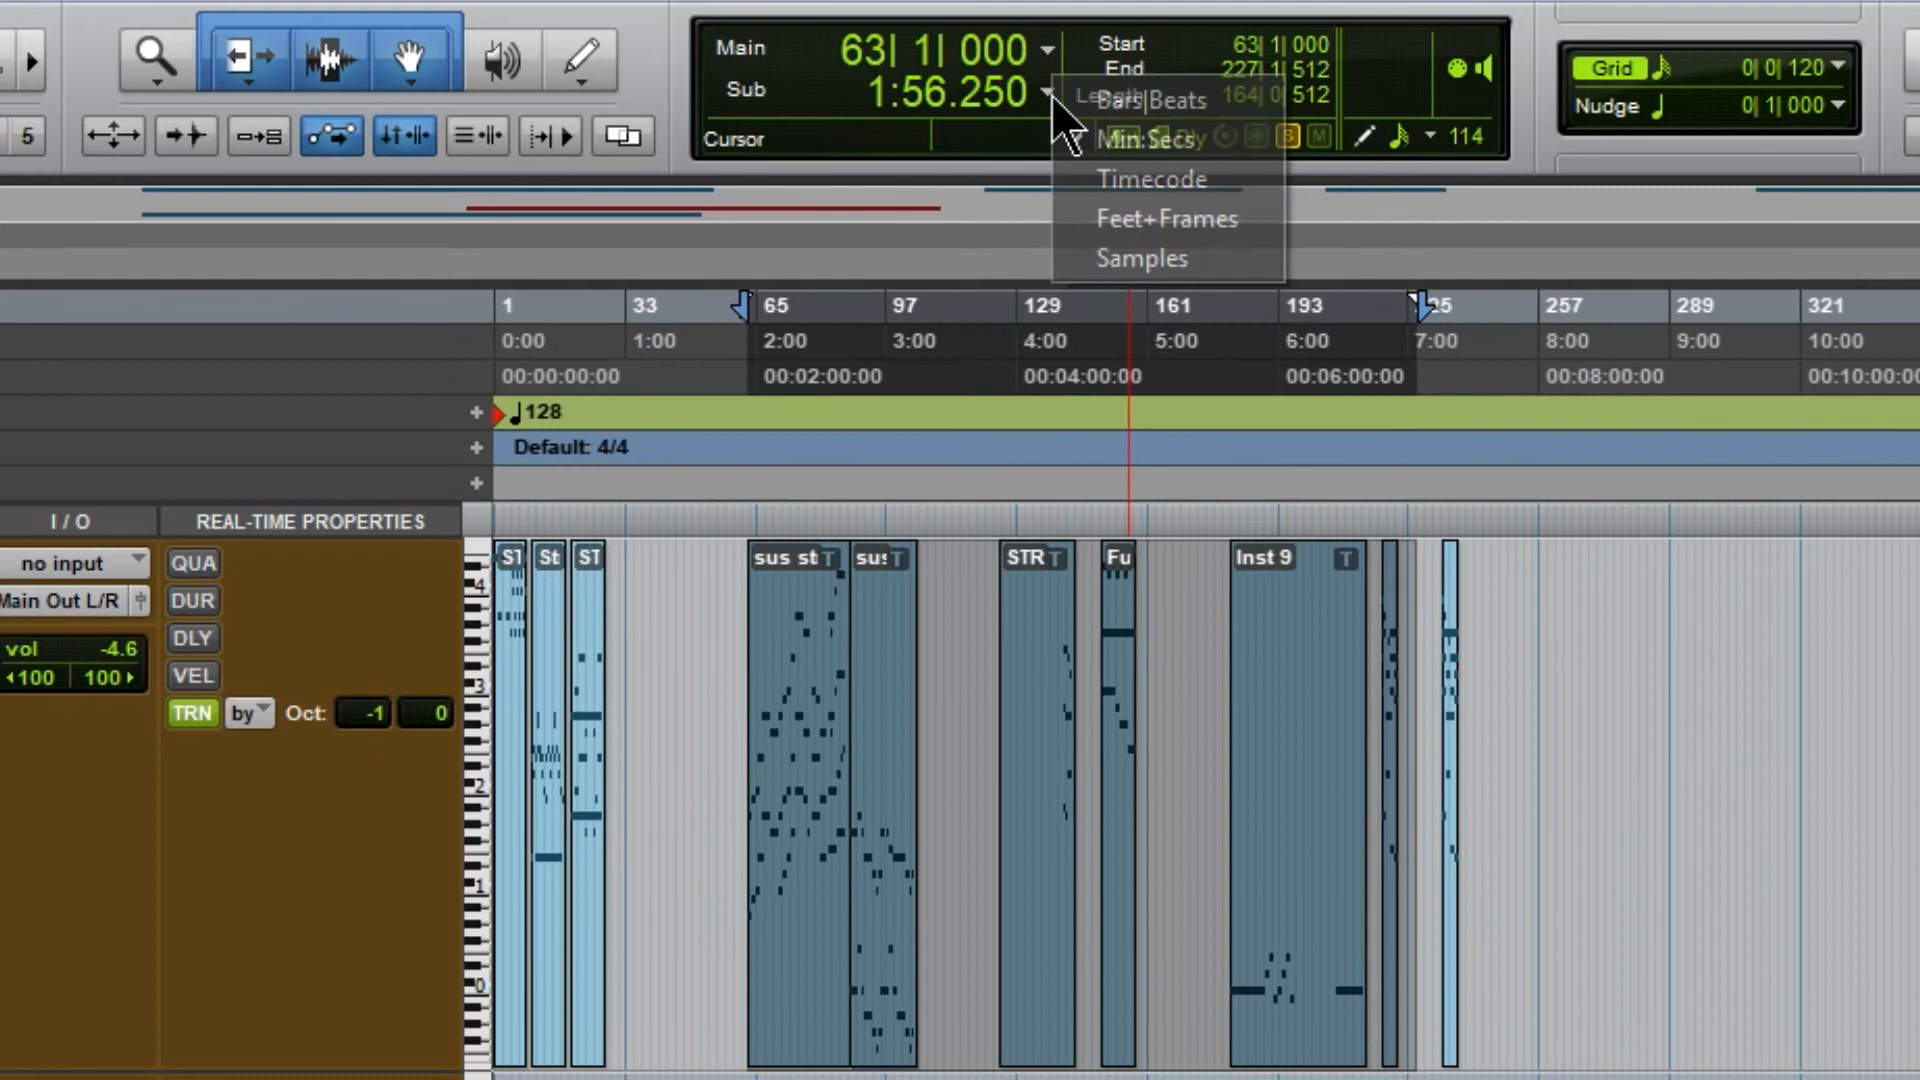 5
Main 63| 1| 000
Sub 1:56.250
Cursor
Start 63| 1| 000
End 227| 1| 512
164| 0| 512
Bars|Beats
Min:Secs
Timecode
Feet+Frames
Samples
S M
114
Grid 0| 0| 120
Nudge 0| 1| 000
1 33 65 97 129 161 193 25 257 289 321
0:00 1:00 2:00 3:00 4:00 5:00 6:00 7:00 8:00 9:00 10:00
00:00:00:00 00:02:00:00 00:04:00:00 00:06:00:00 00:08:00:00 00:10:00:00
128
Default: 4/4
I / O REAL-TIME PROPERTIES
no input
Main Out L/R
vol -4.6
100 100
QUA
DUR
DLY
VEL
TRN by Oct: -1 0
4
3
2
1
0
ST St ST sus st T sus T STR T Fu Inst 9 T